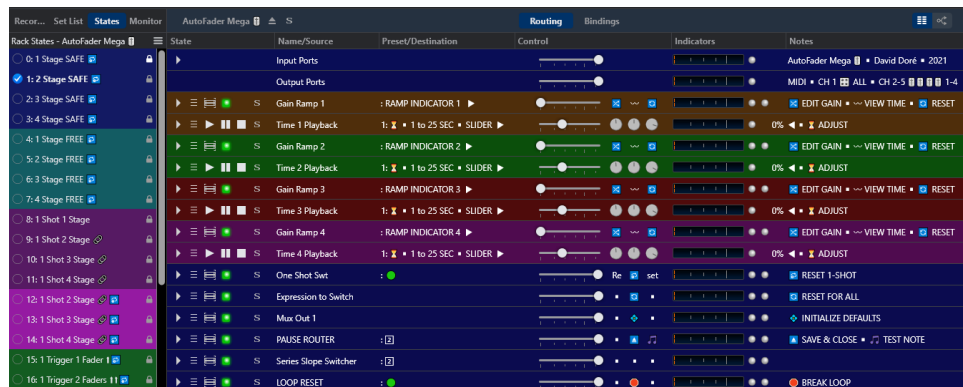 Recor... Set List States Monitor AutoFader Mega S Routing Bindings
Rack States - AutoFader Mega State Name/Source Preset/Destination Control Indicators Notes
0: 1 Stage SAFE Input Ports AutoFader Mega ▪ David Doré ▪ 2021
1: 2 Stage SAFE Output Ports MIDI ▪ CH 1 ALL ▪ CH 2-5 1-4
2: 3 Stage SAFE S Gain Ramp 1 : RAMP INDICATOR 1 ▶ EDIT GAIN ▪ VIEW TIME ▪ RESET
3: 4 Stage SAFE S Time 1 Playback 1: ▪ 1 to 25 SEC ▪ SLIDER ▶ 0% ◀ ▪ ADJUST
4: 1 Stage FREE S Gain Ramp 2 : RAMP INDICATOR 2 ▶ EDIT GAIN ▪ VIEW TIME ▪ RESET
5: 2 Stage FREE S Time 2 Playback 1: ▪ 1 to 25 SEC ▪ SLIDER ▶ 0% ◀ ▪ ADJUST
6: 3 Stage FREE S Gain Ramp 3 : RAMP INDICATOR 3 ▶ EDIT GAIN ▪ VIEW TIME ▪ RESET
7: 4 Stage FREE S Time 3 Playback 1: ▪ 1 to 25 SEC ▪ SLIDER ▶ 0% ◀ ▪ ADJUST
8: 1 Shot 1 Stage S Gain Ramp 4 : RAMP INDICATOR 4 ▶ EDIT GAIN ▪ VIEW TIME ▪ RESET
9: 1 Shot 2 Stage
10: 1 Shot 3 Stage S Time 4 Playback 1: ▪ 1 to 25 SEC ▪ SLIDER ▶ 0% ◀ ▪ ADJUST
11: 1 Shot 4 Stage S One Shot Swt : Re set RESET 1-SHOT
12: 1 Shot 2 Stage S Expression to Switch RESET FOR ALL
13: 1 Shot 3 Stage S Mux Out 1 INITIALIZE DEFAULTS
14: 1 Shot 4 Stage S PAUSE ROUTER : 2 SAVE & CLOSE ▪ TEST NOTE
15: 1 Trigger 1 Fader S Series Slope Switcher : 2
16: 1 Trigger 2 Faders S LOOP RESET : BREAK LOOP